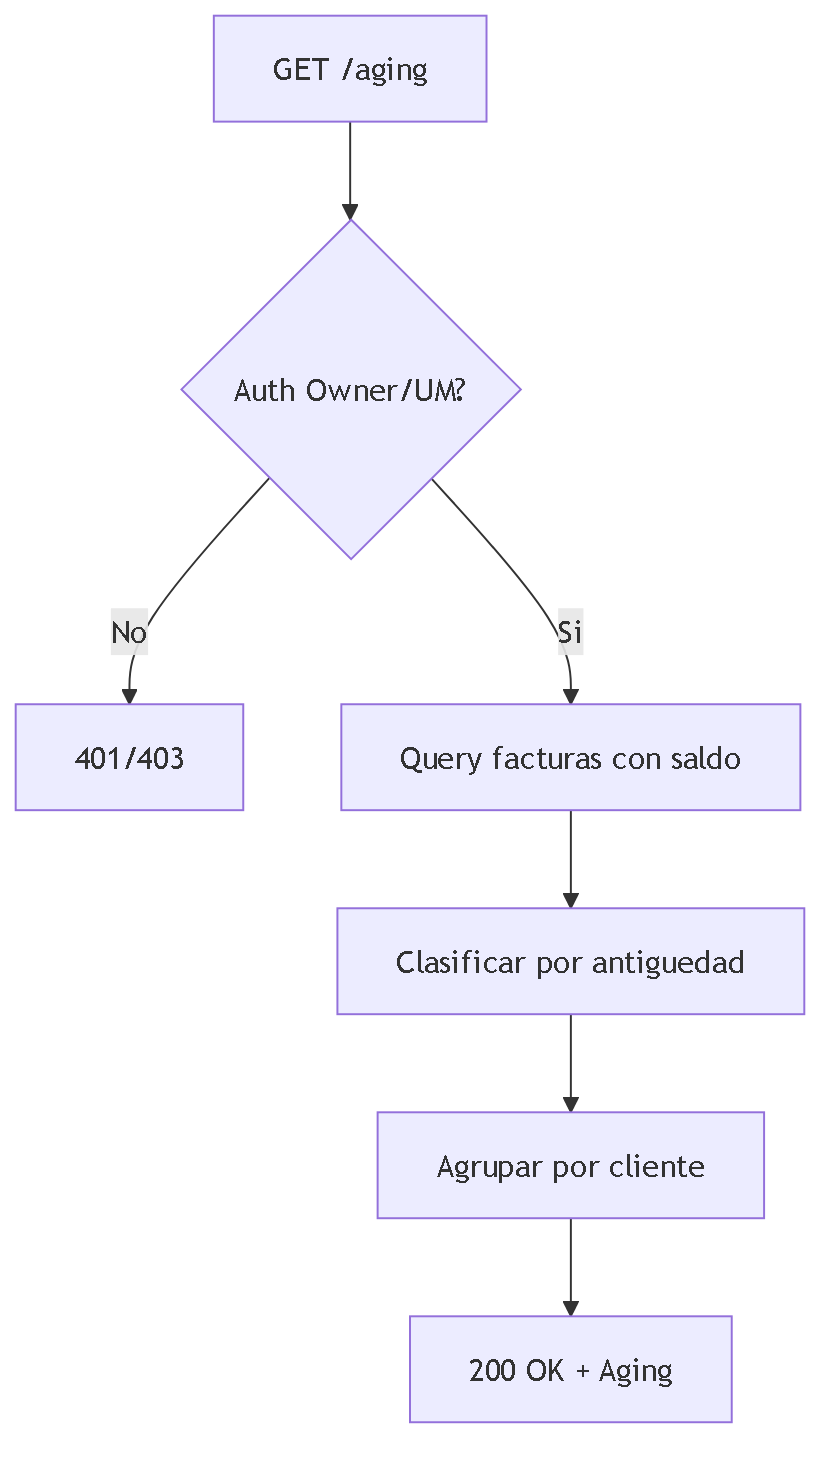 GET /aging
Auth Owner/UM?
No
Si
401/403
Query facturas con saldo
Clasificar por antiguedad
Agrupar por cliente
200 OK + Aging